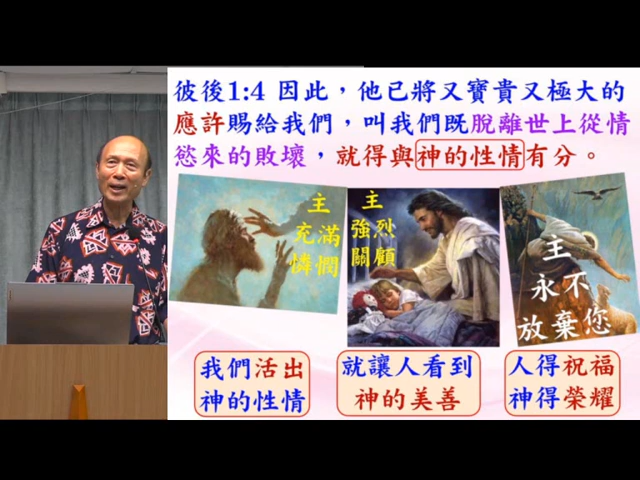 彼後1:4 因此，他已將又寶貴又極大的
應許賜給我們，叫我們既脫離世上從情
慾來的敗壞，就得與神的性情有分。
主
充滿
憐憫
主
強烈
關顧
主
永不
放棄您
我們活出
神的性情
就讓人看到
神的美善
人得祝福
神得榮耀